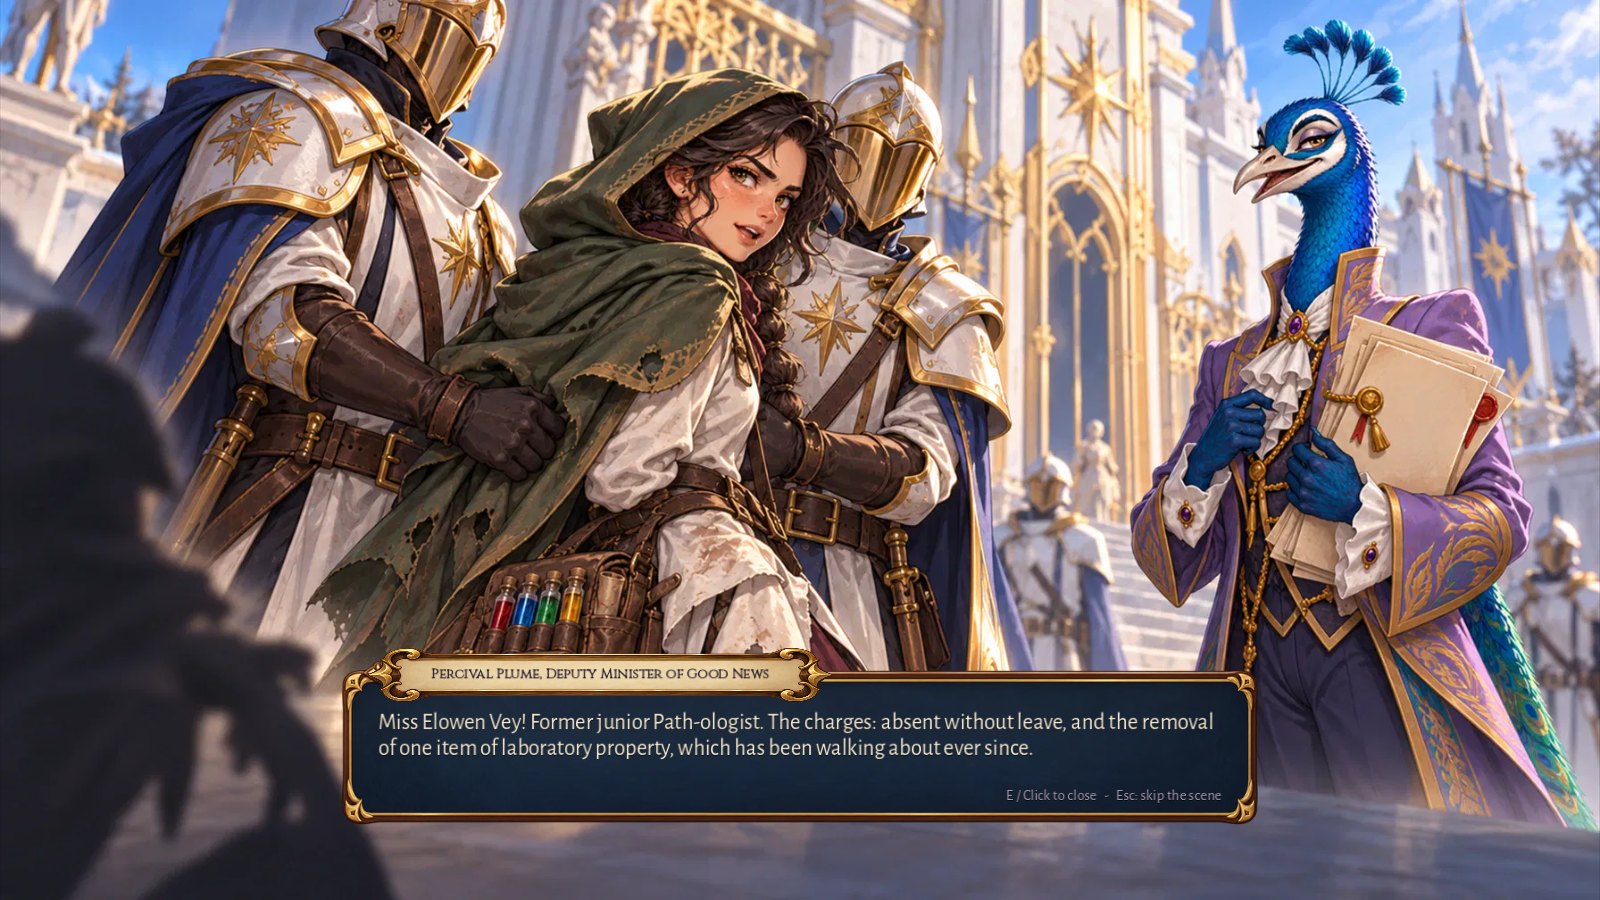 Percival Plume, Deputy Minister of Good News
Miss Elowen Vey! Former junior Path-ologist. The charges: absent without leave, and the removal
of one item of laboratory property, which has been walking about ever since.
E / Click to close - Esc: skip the scene